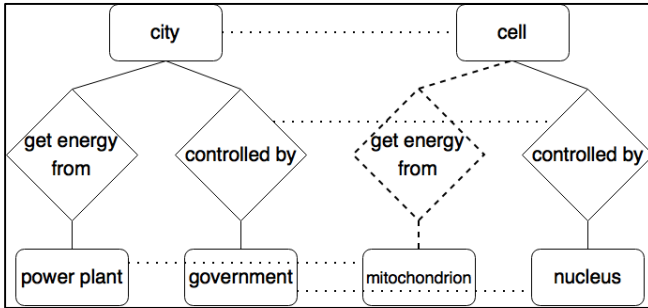 city
cell
get energy
from
controlled by
get energy
from
controlled by
power plant
government
mitochondrion
nucleus